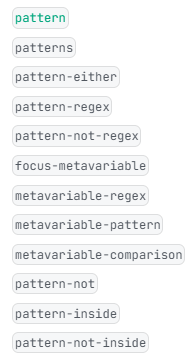 pattern
patterns
pattern-either
pattern-regex
pattern-not-regex
focus-metavariable
metavariable-regex
metavariable-pattern
metavariable-comparison
pattern-not
pattern-inside
pattern-not-inside